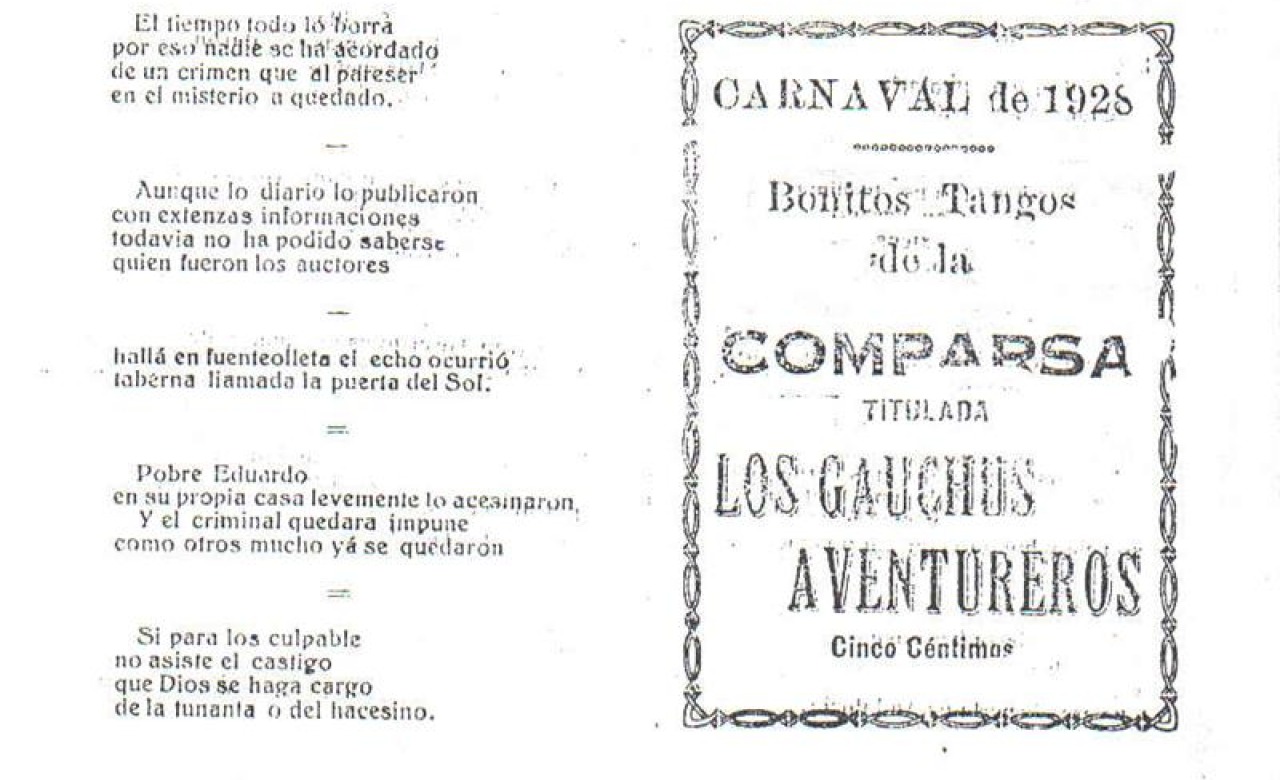 El tiempo todo lo borra
por eso nadie se ha acordado
de un crimen que al pareser
en el misterio a quedado.
Aunque lo diario lo publicaron
con extenzas informaciones
todavia no ha podido saberse
quien fueron los auctores
hallá en fuenteolleta el echo ocurrió
taberna llamada la puerta del Sol.
Pobre Eduardo
en su propia casa levemente lo acesinaron,
Y el criminal quedara impune
como otros mucho yá se quedaron
Si para los culpable
no asiste el castigo
que Dios se haga cargo
de la tunanta o del hacesino.
CARNAVAL de 1928
Bonitos Tangos
de la
COMPARSA
TITULADA
LOS GAUCHOS
AVENTUREROS
Cinco Céntimos